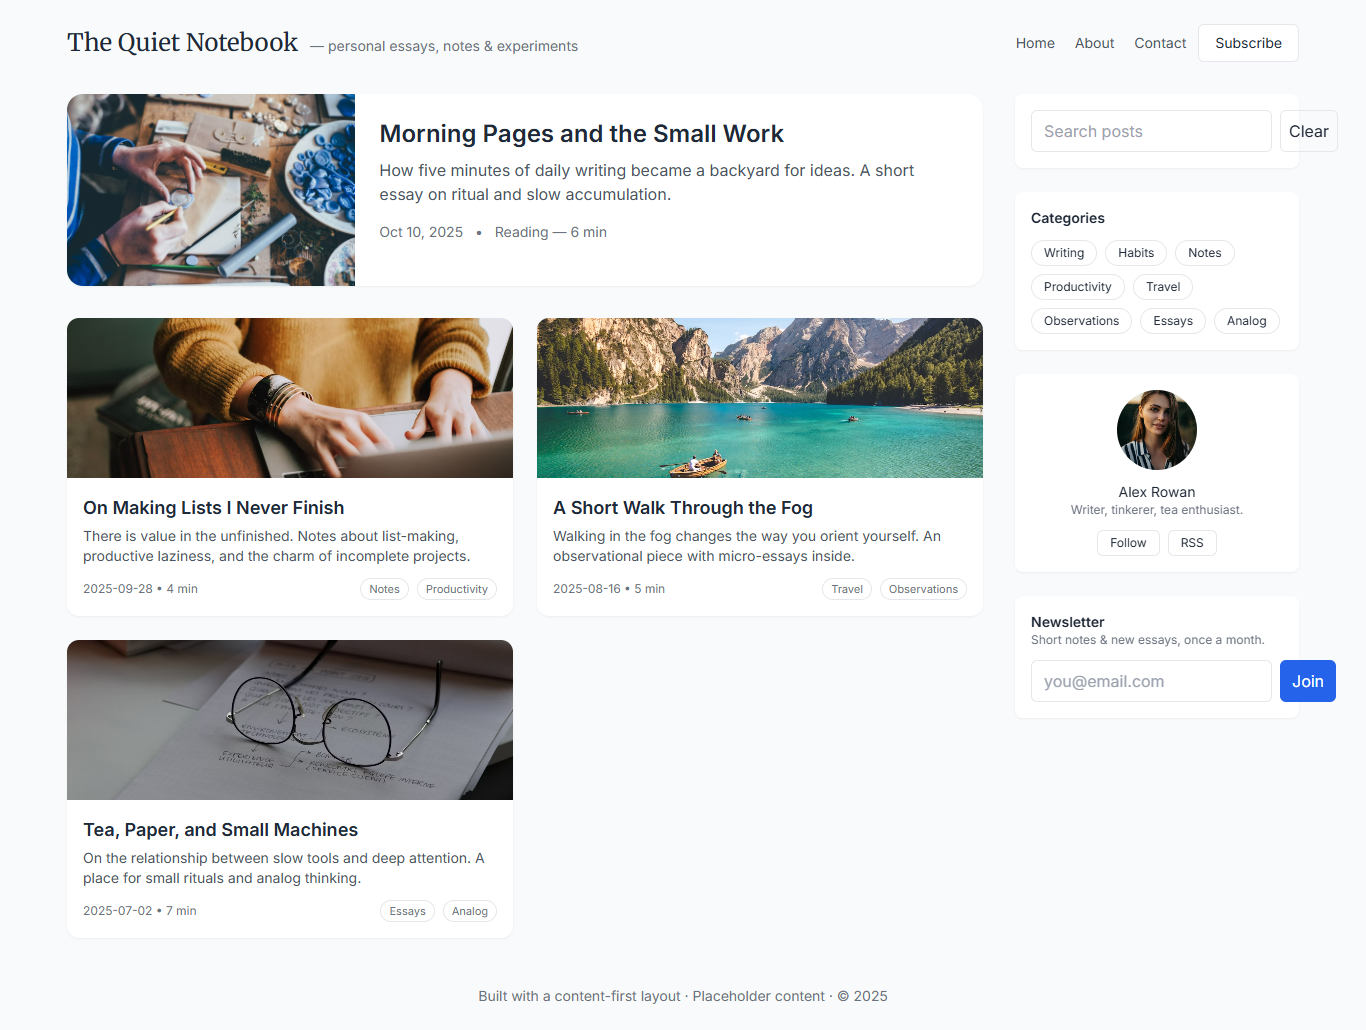 The Quiet Notebook — personal essays, notes & experiments
Home About Contact Subscribe
Morning Pages and the Small Work
How five minutes of daily writing became a backyard for ideas. A short
essay on ritual and slow accumulation.
Oct 10, 2025 • Reading — 6 min
On Making Lists I Never Finish
There is value in the unfinished. Notes about list-making,
productive laziness, and the charm of incomplete projects.
2025-09-28 • 4 min Notes Productivity
A Short Walk Through the Fog
Walking in the fog changes the way you orient yourself. An
observational piece with micro-essays inside.
2025-08-16 • 5 min Travel Observations
Tea, Paper, and Small Machines
On the relationship between slow tools and deep attention. A
place for small rituals and analog thinking.
2025-07-02 • 7 min Essays Analog
Search posts Clear
Categories
Writing Habits Notes
Productivity Travel
Observations Essays Analog
Alex Rowan
Writer, tinkerer, tea enthusiast.
Follow RSS
Newsletter
Short notes & new essays, once a month.
you@email.com Join
Built with a content-first layout · Placeholder content · © 2025